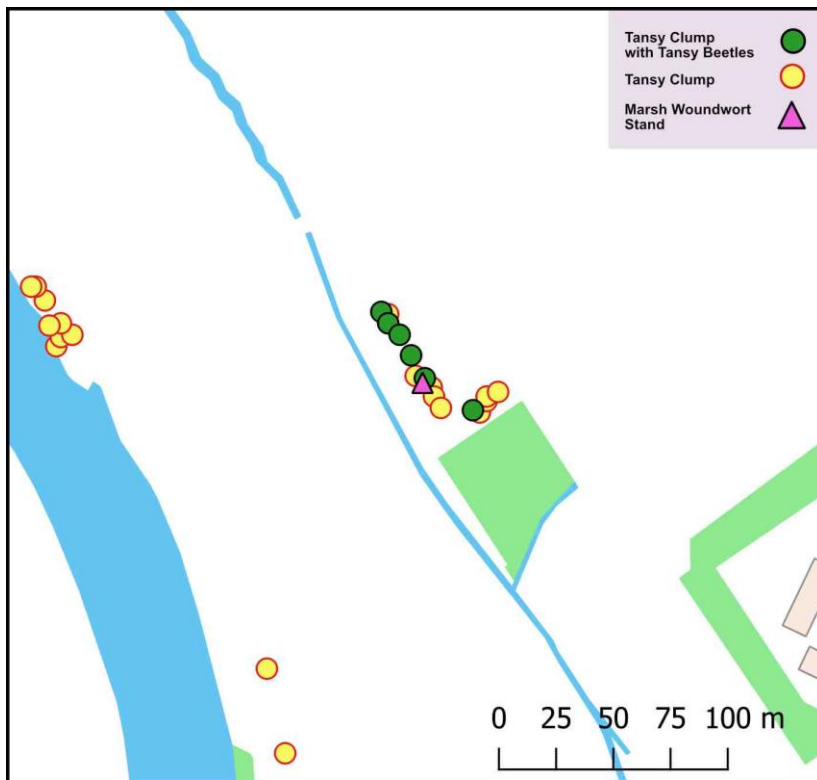 Tansy Clump
with Tansy Beetles
Tansy Clump
Marsh Woundwort
Stand
0 25 50 75 100 m